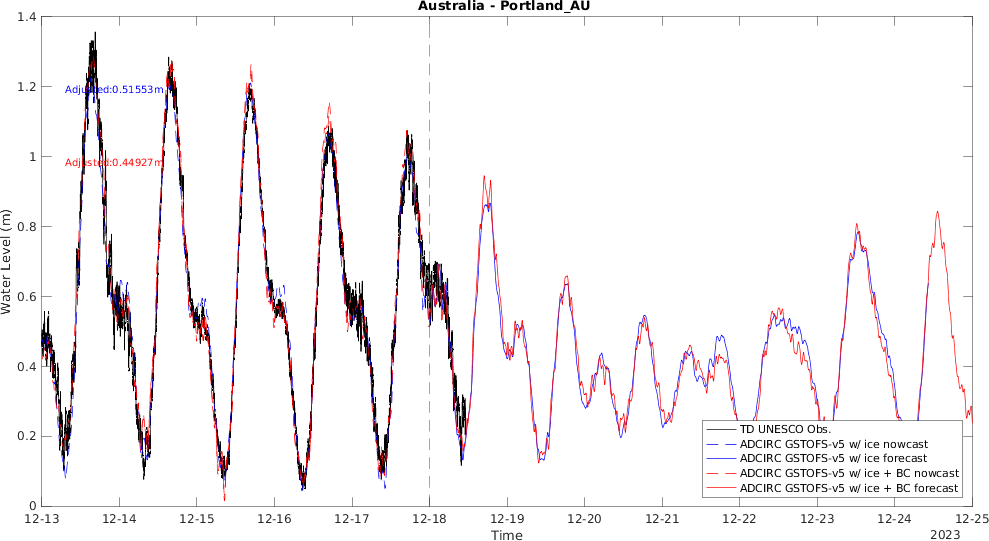 Australia - Portland_AU
1.4
1.2
1
0.8
0.6
0.4
0.2
0
Water Level (m)
Adjusted:0.51553m
Adjusted:0.44927m
TD UNESCO Obs.
ADCIRC GSTOFS-v5 w/ ice nowcast
ADCIRC GSTOFS-v5 w/ ice forecast
ADCIRC GSTOFS-v5 w/ ice + BC nowcast
ADCIRC GSTOFS-v5 w/ ice + BC forecast
12-13 12-14 12-15 12-16 12-17 12-18 12-19 12-20 12-21 12-22 12-23 12-24 12-25
Time
2023